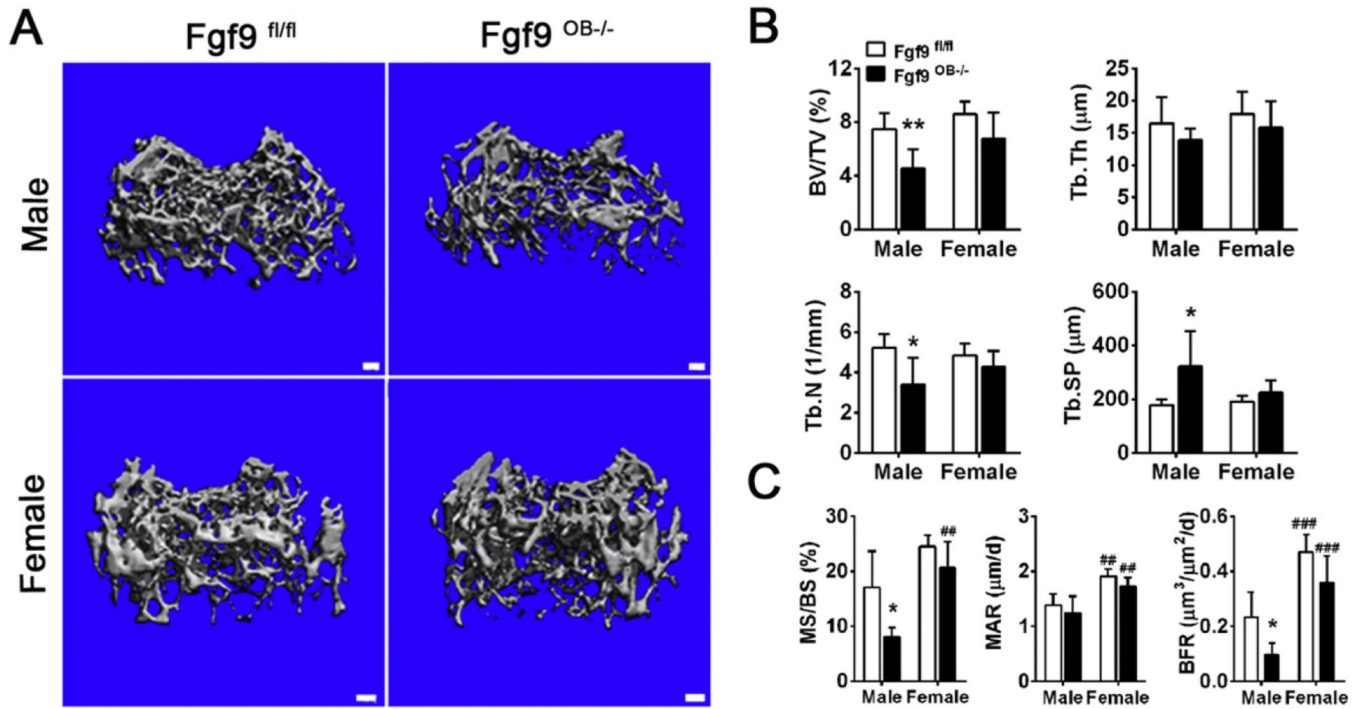 A
Fgf9 fl/fl
Fgf9 OB-/-
Male
Female
B
Fgf9 fl/fl
Fgf9 OB-/-
BV/TV (%)
12
8
4
0
**
Male Female
Tb.Th (μm)
25
20
15
10
5
0
Male Female
Tb.N (1/mm)
8
6
4
2
0
*
Male Female
Tb.SP (μm)
600
400
200
0
*
Male Female
C
MS/BS (%)
30
20
10
0
*
##
Male Female
MAR (μm/d)
3
2
1
0
## ##
Male Female
BFR (μm³/μm²/d)
0.6
0.4
0.2
0.0
*
### ###
Male Female